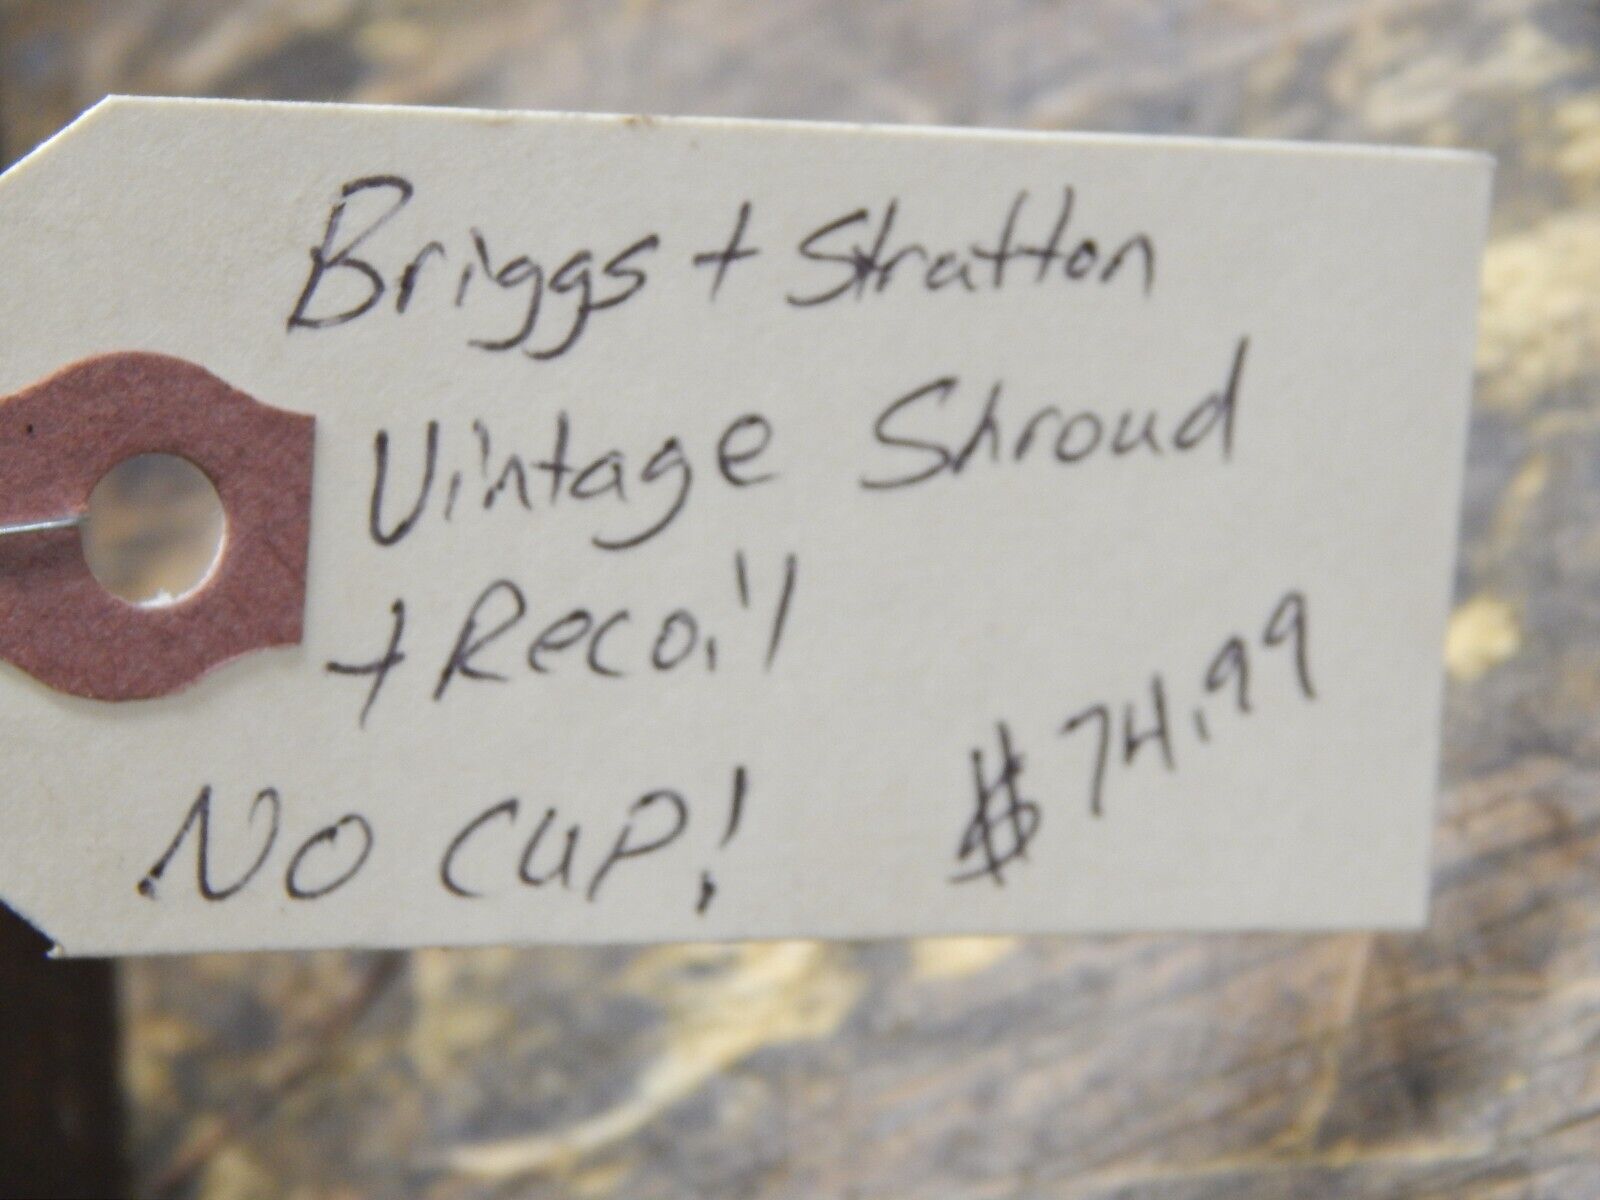 Briggs + Stratton
Vintage Shroud
+ Recoil
NO CUP!
$74.99